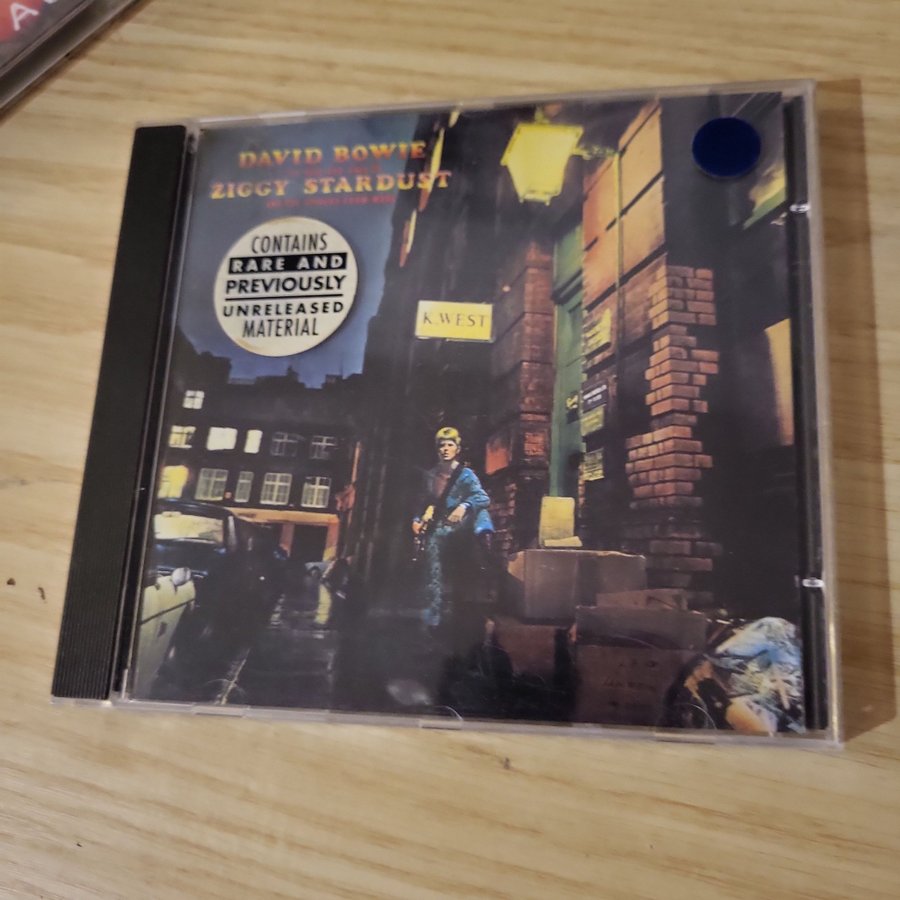 DAVID BOWIE
ZIGGY STARDUST
CONTAINS
RARE AND
PREVIOUSLY
UNRELEASED
MATERIAL
K.WEST